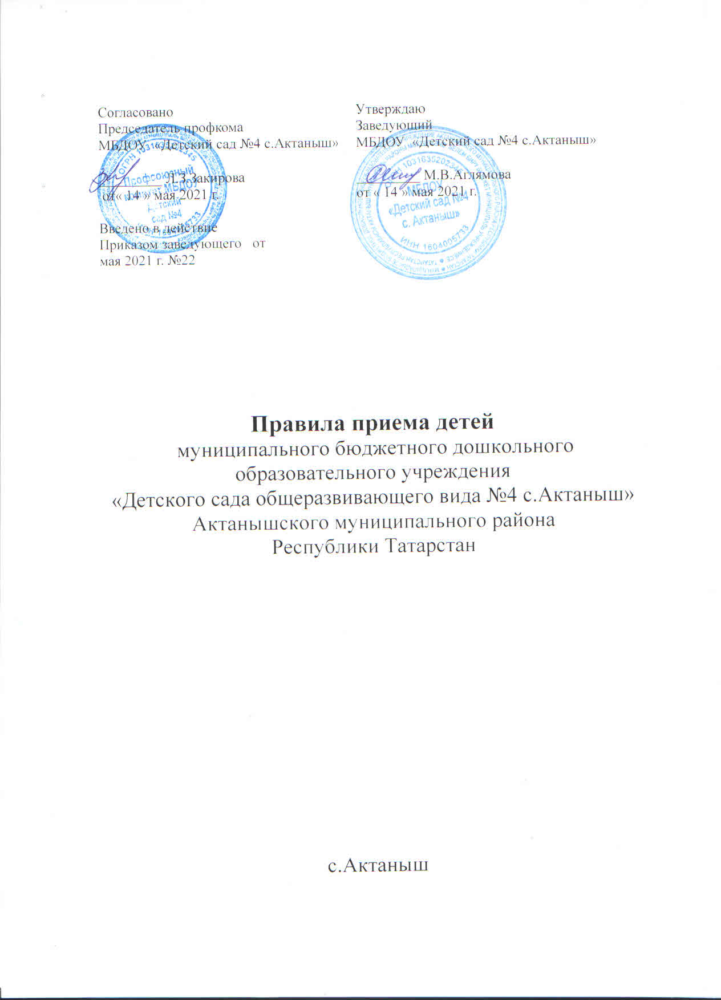 Согласовано
Председатель профкома
МБДОУ «Детский сад №4 с.Актаныш»
Л.З.Закирова
от« 14 » мая 2021 г.
Введено в действие
Приказом заведующего от
мая 2021 г. №22
Утверждаю
Заведующий
МБДОУ «Детский сад №4 с.Актаныш»
М.В.Аглямова
от « 14 » мая 2021 г.
Профсоюзный
комитет МБДОУ
Детский
сад №4
МБДОУ
«Детский сад №4
с. Актаныш»
ИНН 1604005733
Правила приема детей
муниципального бюджетного дошкольного
образовательного учреждения
«Детского сада общеразвивающего вида №4 с.Актаныш»
Актанышского муниципального района
Республики Татарстан
с.Актаныш